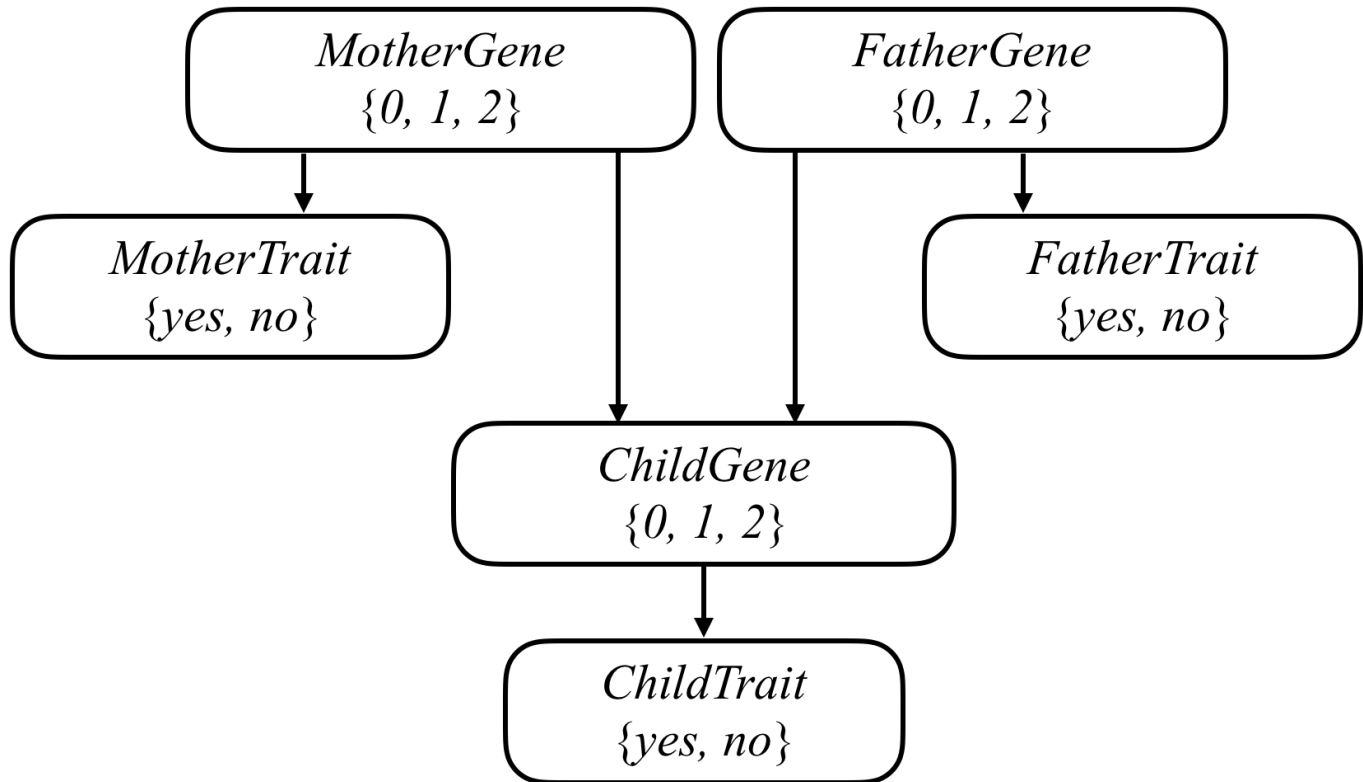 MotherGene
{0, 1, 2}
FatherGene
{0, 1, 2}
MotherTrait
{yes, no}
FatherTrait
{yes, no}
ChildGene
{0, 1, 2}
ChildTrait
{yes, no}